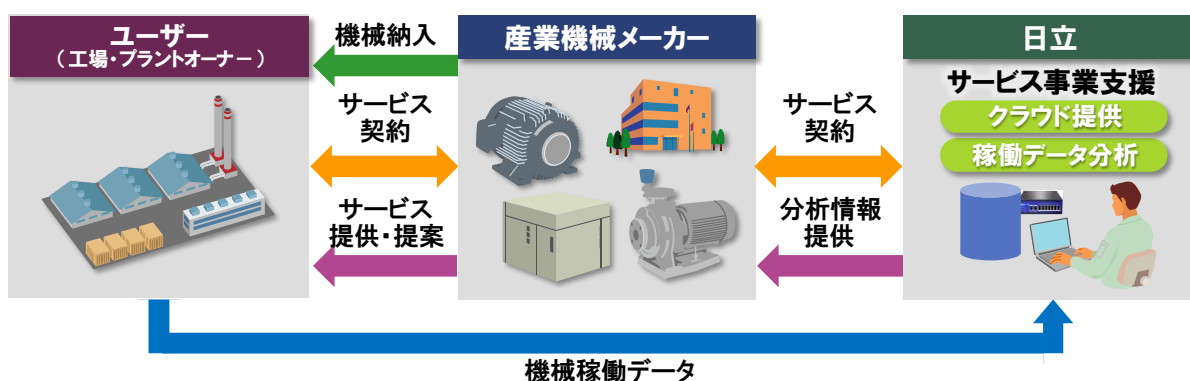 ユーザー
（工場・プラントオーナー）
機械納入
サービス
契約
サービス
提供・提案
産業機械メーカー
サービス
契約
分析情報
提供
日立
サービス事業支援
クラウド提供
稼働データ分析
機械稼働データ